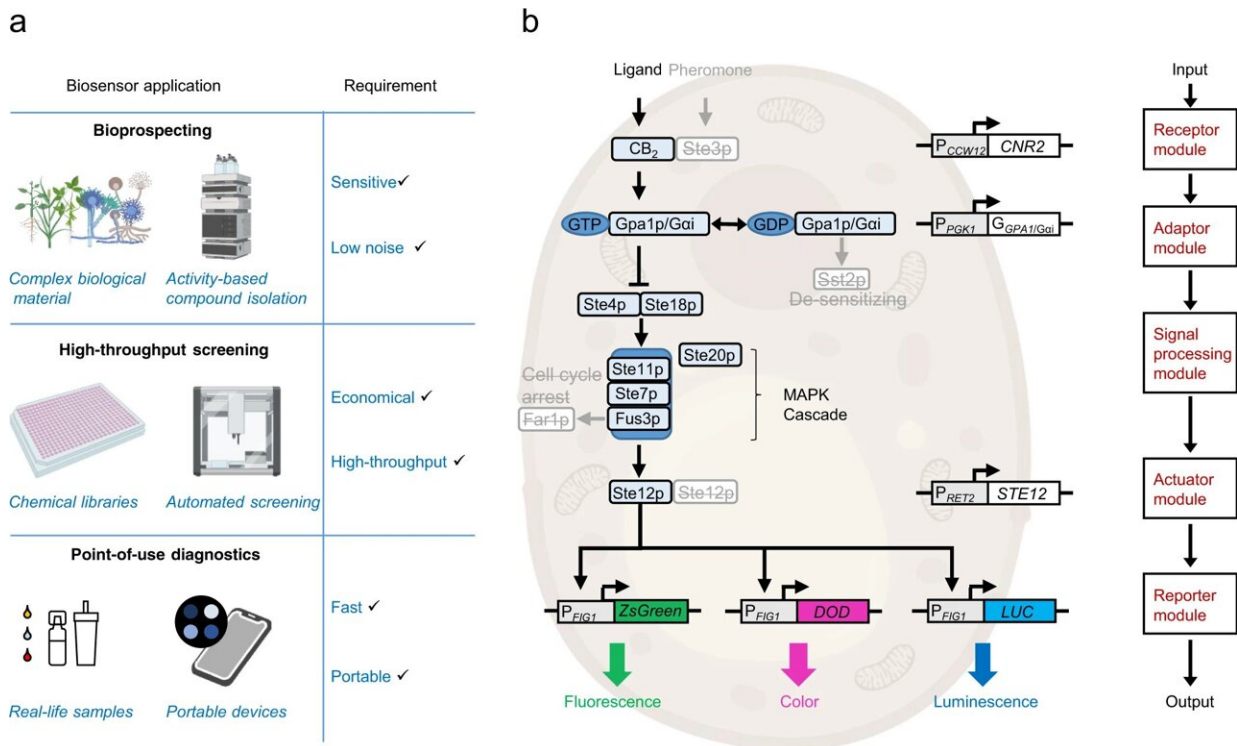 a
Biosensor application
Requirement
Bioprospecting
Sensitive✓
Low noise ✓
Complex biological
material
Activity-based
compound isolation
High-throughput screening
Economical ✓
High-throughput ✓
Chemical libraries
Automated screening
Point-of-use diagnostics
Fast ✓
Portable ✓
Real-life samples
Portable devices
b
Ligand
Pheromone
CB2
Ste3p
GTP
Gpa1p/Gαi
GDP
Gpa1p/Gαi
Sst2p
De-sensitizing
Ste4p
Ste18p
Ste20p
Ste11p
Ste7p
Fus3p
Cell cycle
arrest
Far1p
MAPK
Cascade
Ste12p
Ste12p
PCCW12
CNR2
PPGK1
GGPA1/Gαi
PRET2
STE12
PFIG1
ZsGreen
PFIG1
DOD
PFIG1
LUC
Fluorescence
Color
Luminescence
Input
Receptor
module
Adaptor
module
Signal
processing
module
Actuator
module
Reporter
module
Output